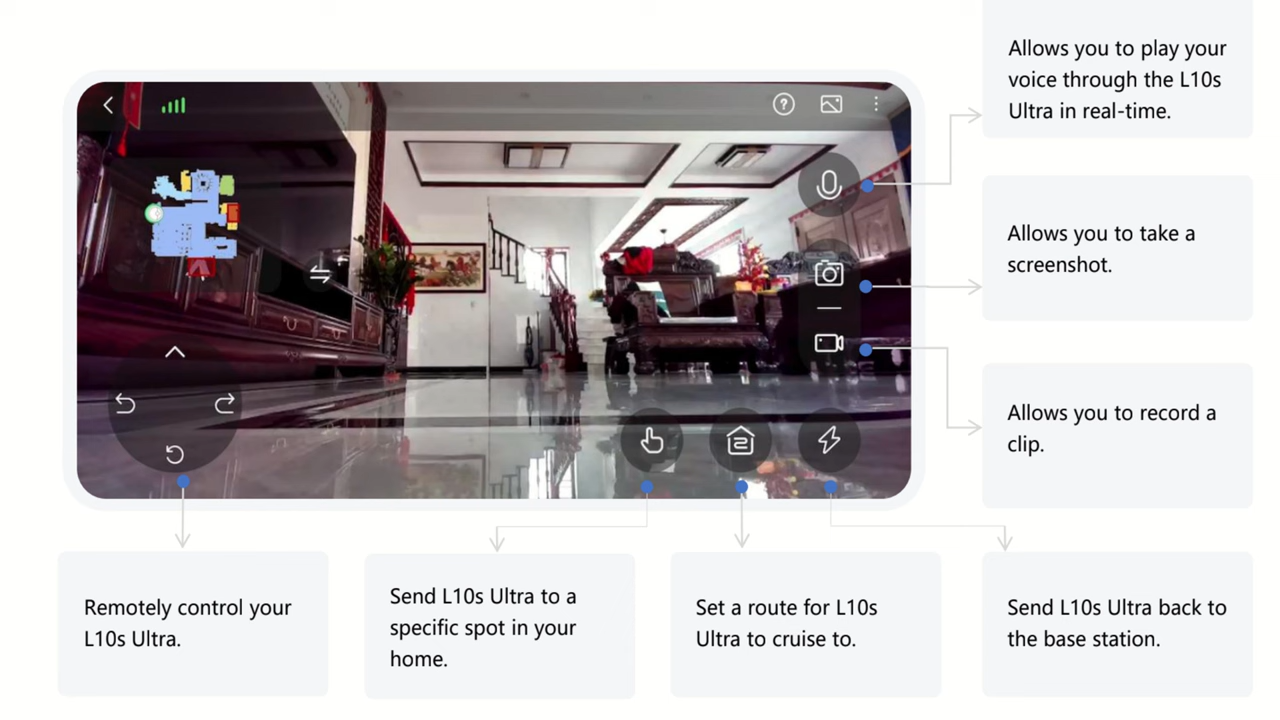 Allows you to play your
voice through the L10s
Ultra in real-time.
Allows you to take a
screenshot.
Allows you to record a
clip.
Remotely control your
L10s Ultra.
Send L10s Ultra to a
specific spot in your
home.
Set a route for L10s
Ultra to cruise to.
Send L10s Ultra back to
the base station.